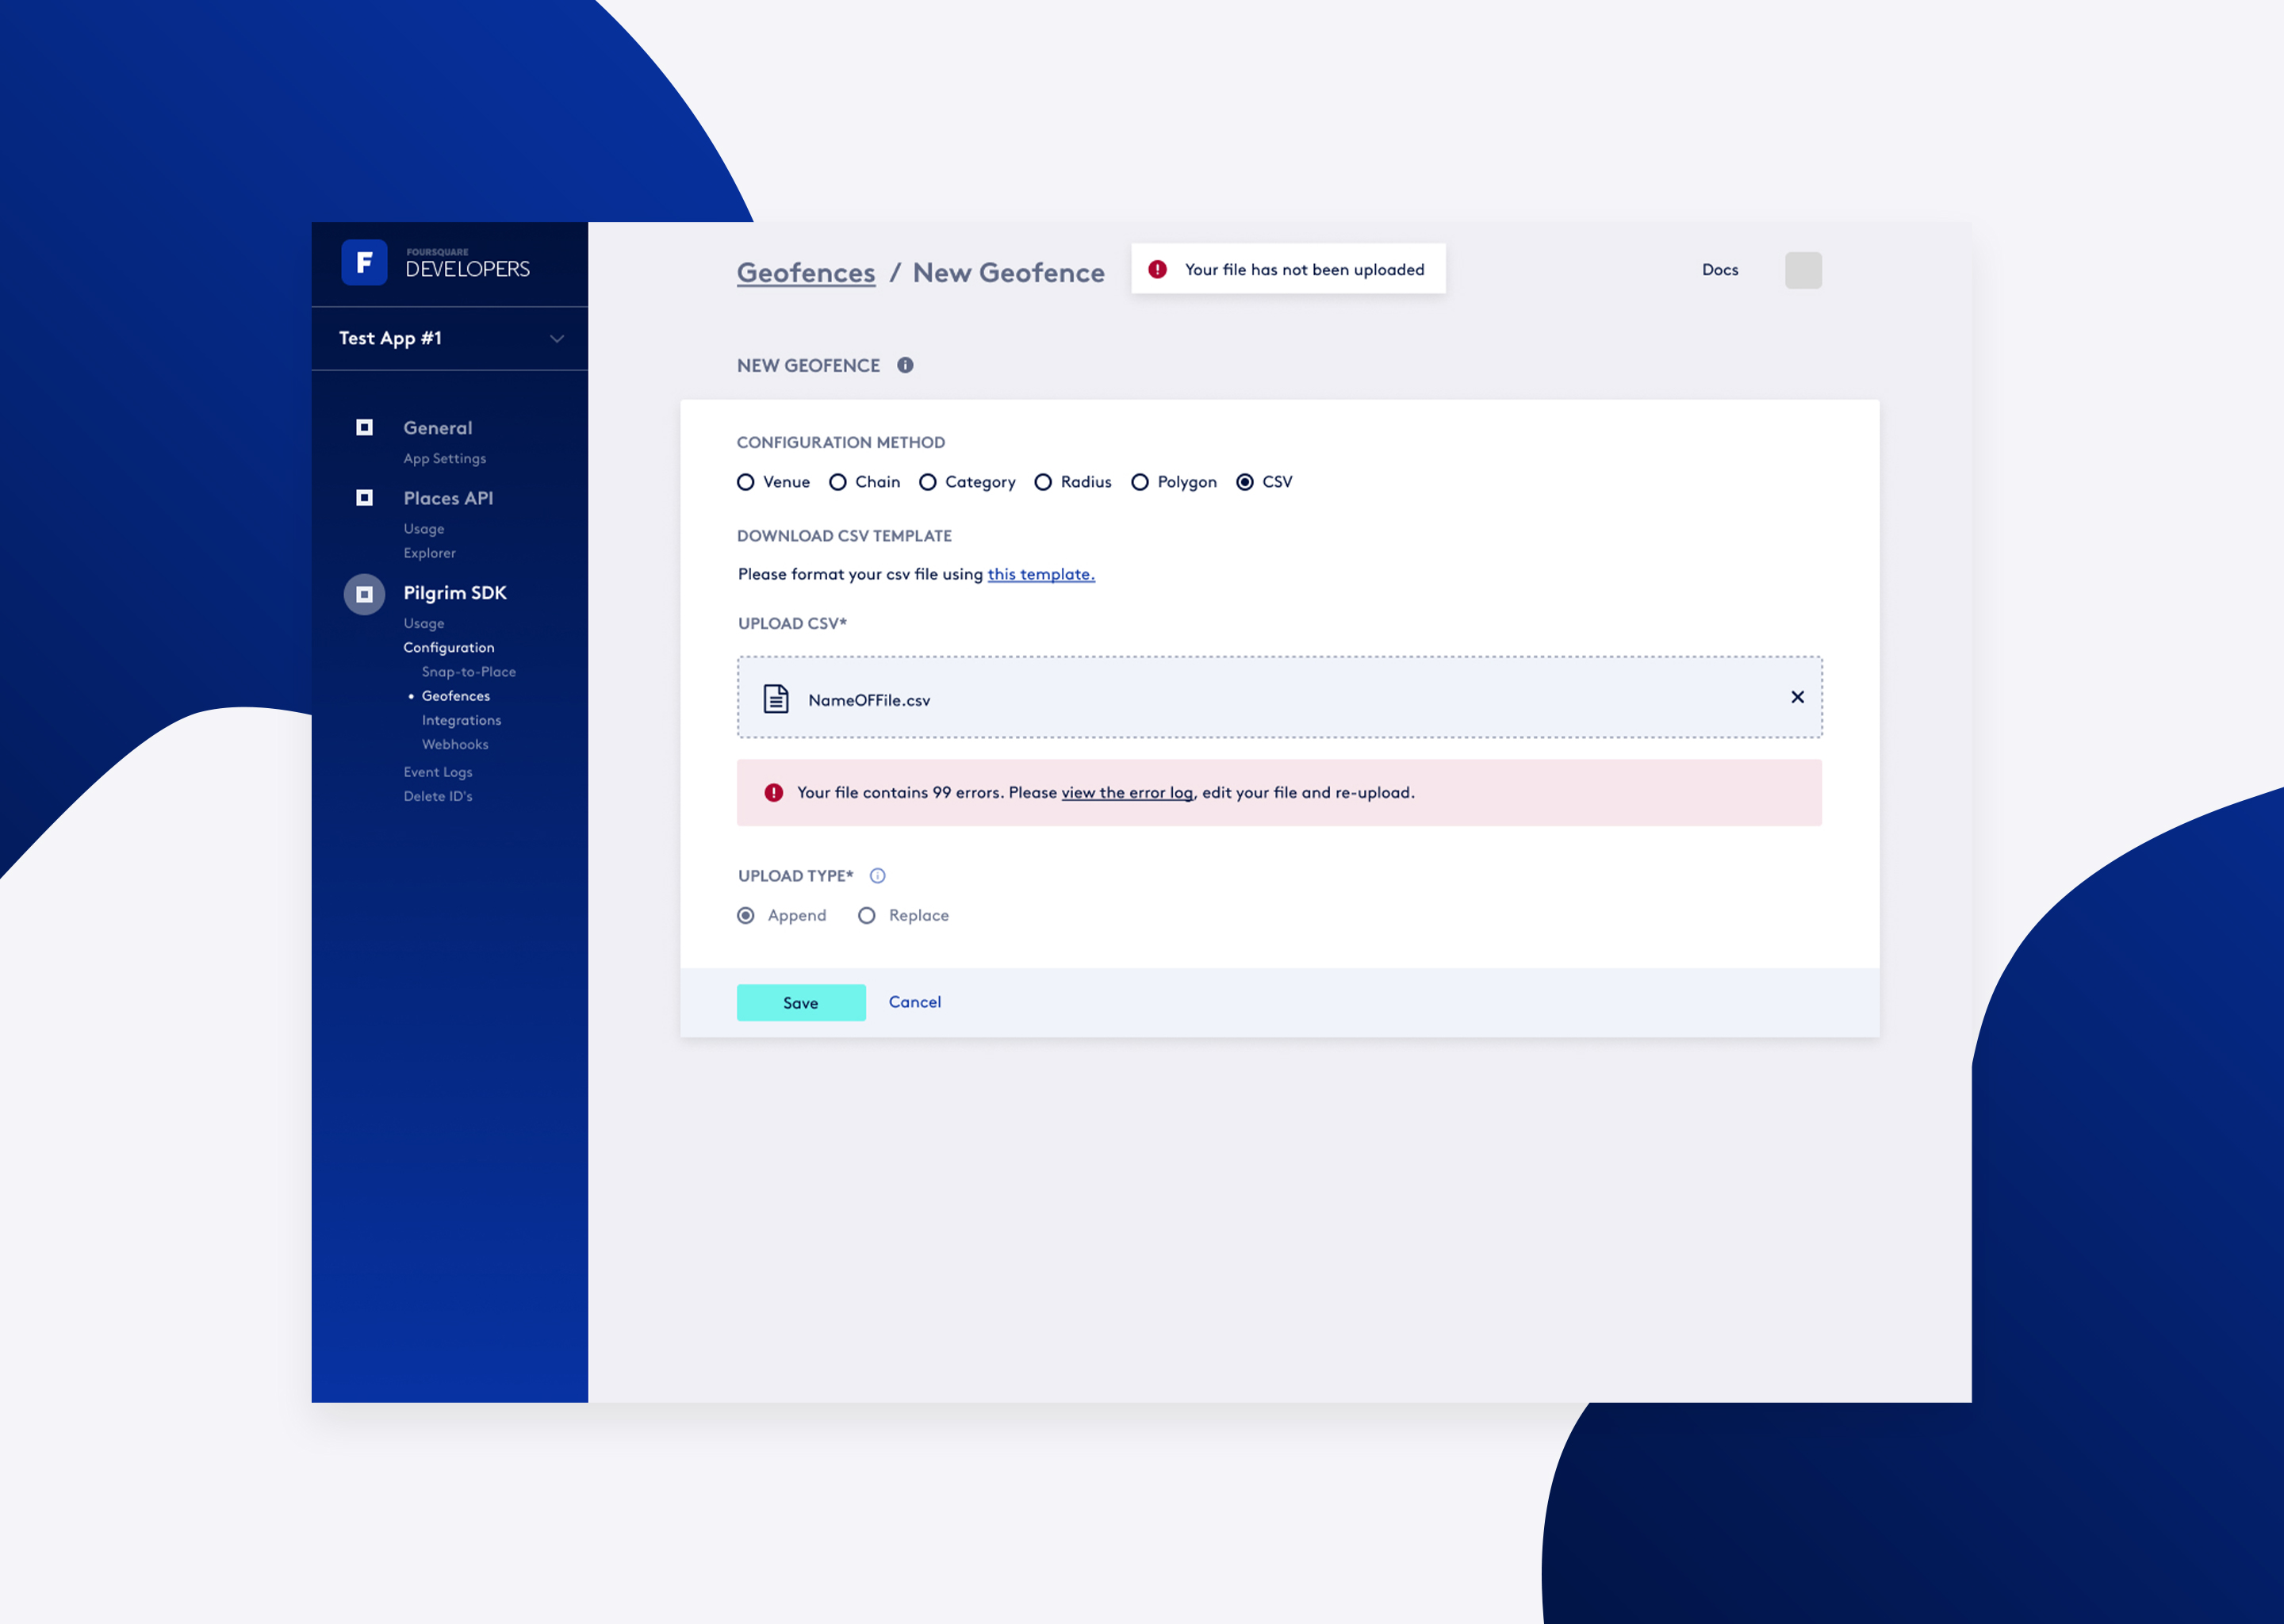 F
FOURSQUARE
DEVELOPERS
Test App #1
General
App Settings
Places API
Usage
Explorer
Pilgrim SDK
Usage
Configuration
Snap-to-Place
• Geofences
Integrations
Webhooks
Event Logs
Delete ID's
Geofences / New Geofence
Your file has not been uploaded
Docs
NEW GEOFENCE
CONFIGURATION METHOD
Venue Chain Category Radius Polygon CSV
DOWNLOAD CSV TEMPLATE
Please format your csv file using this template.
UPLOAD CSV*
NameOFFile.csv
Your file contains 99 errors. Please view the error log, edit your file and re-upload.
UPLOAD TYPE*
Append Replace
Save Cancel